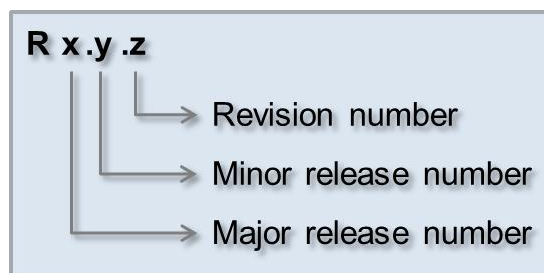 R x .y .z
Revision number
Minor release number
Major release number